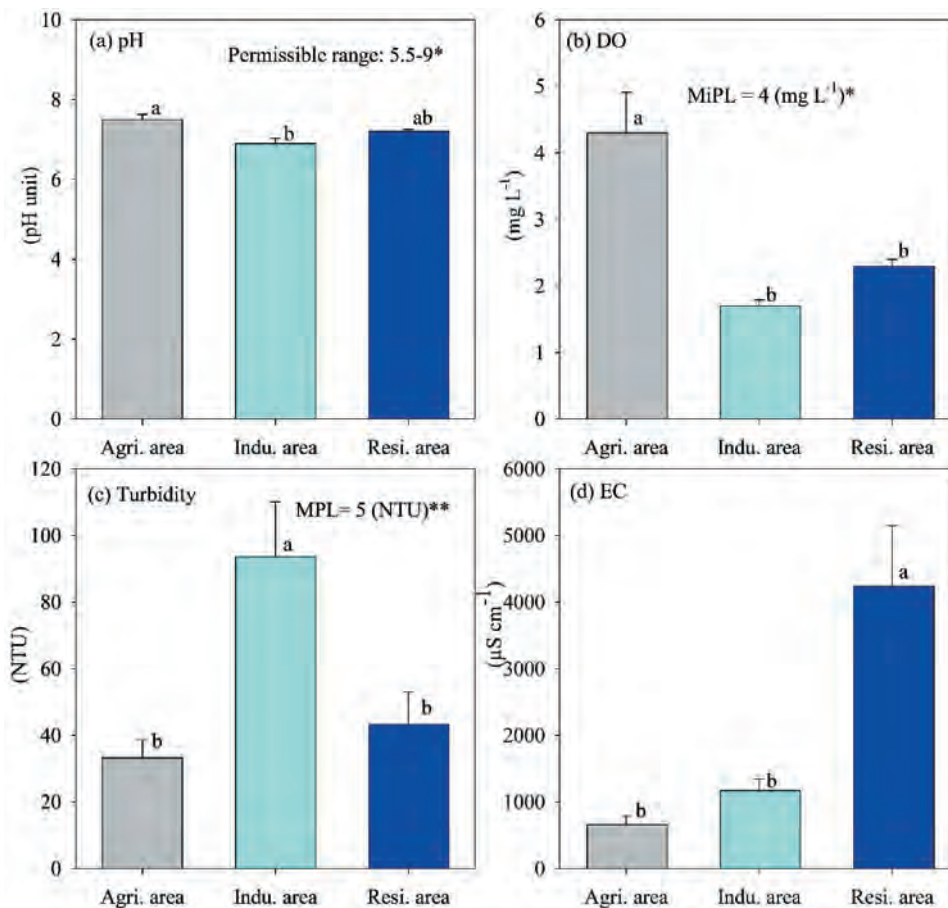 (a) pH
Permissible range: 5.5-9*
a
b
ab
(pH unit)
10
8
6
4
2
0
Agri. area Indu. area Resi. area
(b) DO
MiPL = 4 (mg L⁻¹)*
a
b
b
(mg L⁻¹)
6
5
4
3
2
1
0
Agri. area Indu. area Resi. area
(c) Turbidity
MPL= 5 (NTU)**
b
a
b
(NTU)
120
100
80
60
40
20
0
Agri. area Indu. area Resi. area
(d) EC
b
b
a
(µS cm⁻¹)
6000
5000
4000
3000
2000
1000
0
Agri. area Indu. area Resi. area